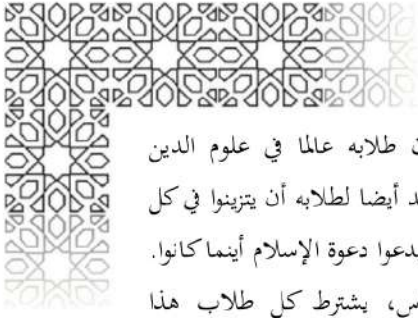 طلابه عالما في علوم الدين
أيضا لطلابه أن يتزينوا في كل
دعوا دعوة الإسلام أينما كانوا.
يشترط كل طلاب هذا